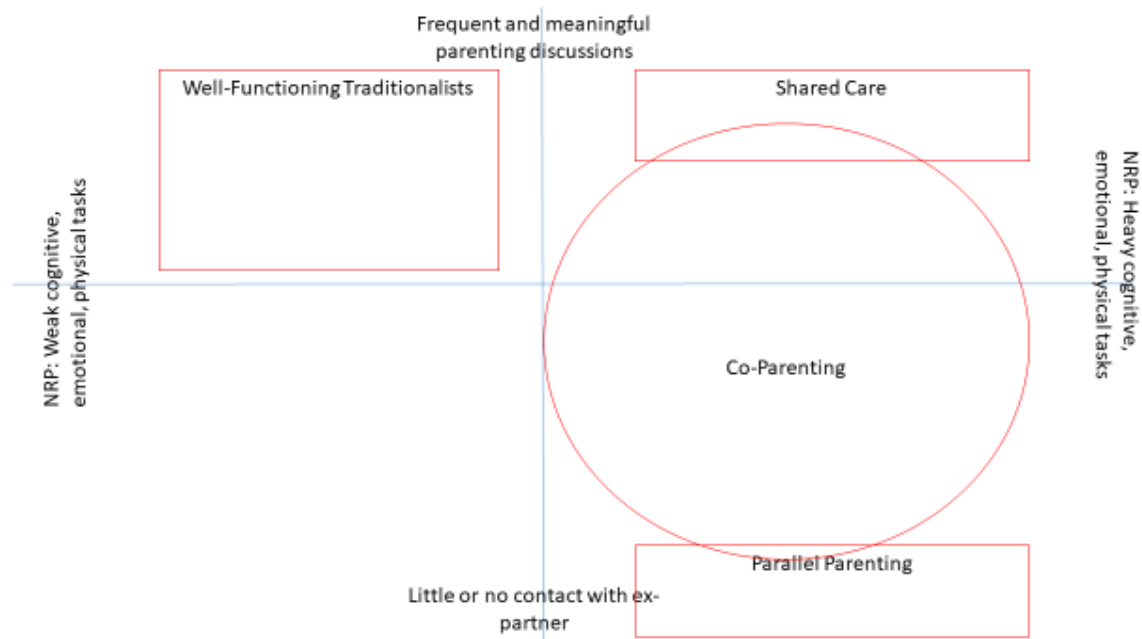 Frequent and meaningful
parenting discussions
Well-Functioning Traditionalists
Shared Care
NRP: Weak cognitive,
emotional, physical tasks
NRP: Heavy cognitive,
emotional, physical tasks
Co-Parenting
Parallel Parenting
Little or no contact with ex-
partner